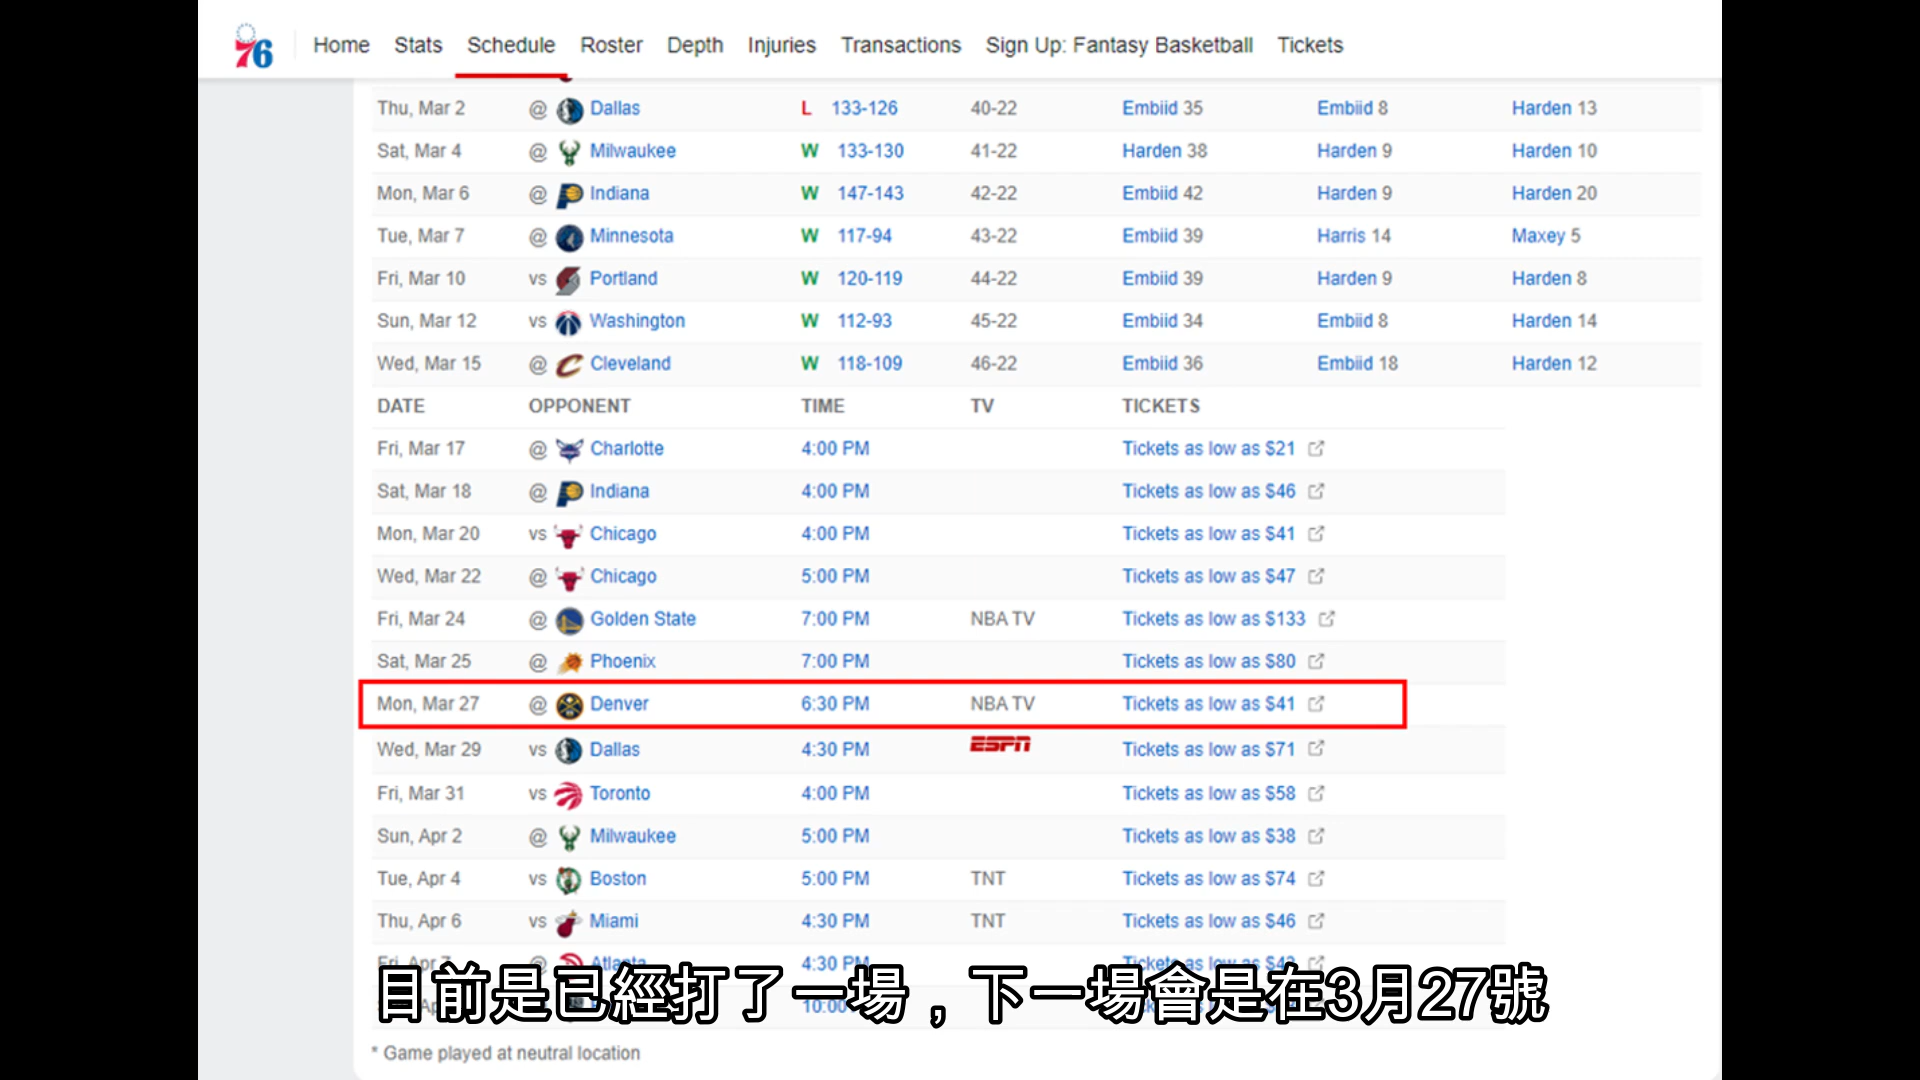 76 Home Stats Schedule Roster Depth Injuries Transactions Sign Up: Fantasy Basketball Tickets
Thu, Mar 2 @ Dallas L 133-126 40-22 Embiid 35 Embiid 8 Harden 13
Sat, Mar 4 @ Milwaukee W 133-130 41-22 Harden 38 Harden 9 Harden 10
Mon, Mar 6 @ Indiana W 147-143 42-22 Embiid 42 Harden 9 Harden 20
Tue, Mar 7 @ Minnesota W 117-94 43-22 Embiid 39 Harris 14 Maxey 5
Fri, Mar 10 vs Portland W 120-119 44-22 Embiid 39 Harden 9 Harden 8
Sun, Mar 12 vs Washington W 112-93 45-22 Embiid 34 Embiid 8 Harden 14
Wed, Mar 15 @ Cleveland W 118-109 46-22 Embiid 36 Embiid 18 Harden 12
DATE OPPONENT TIME TV TICKETS
Fri, Mar 17 @ Charlotte 4:00 PM Tickets as low as $21
Sat, Mar 18 @ Indiana 4:00 PM Tickets as low as $46
Mon, Mar 20 vs Chicago 4:00 PM Tickets as low as $41
Wed, Mar 22 @ Chicago 5:00 PM Tickets as low as $47
Fri, Mar 24 @ Golden State 7:00 PM NBA TV Tickets as low as $133
Sat, Mar 25 @ Phoenix 7:00 PM Tickets as low as $80
Mon, Mar 27 @ Denver 6:30 PM NBA TV Tickets as low as $41
Wed, Mar 29 vs Dallas 4:30 PM ESPN Tickets as low as $71
Fri, Mar 31 vs Toronto 4:00 PM Tickets as low as $58
Sun, Apr 2 @ Milwaukee 5:00 PM Tickets as low as $38
Tue, Apr 4 vs Boston 5:00 PM TNT Tickets as low as $74
Thu, Apr 6 vs Miami 4:30 PM TNT Tickets as low as $46
Fri, Apr 7 @ Atlanta 4:30 PM Tickets as low as
10:00
目前是已經打了一場，下一場會是在3月27號
* Game played at neutral location